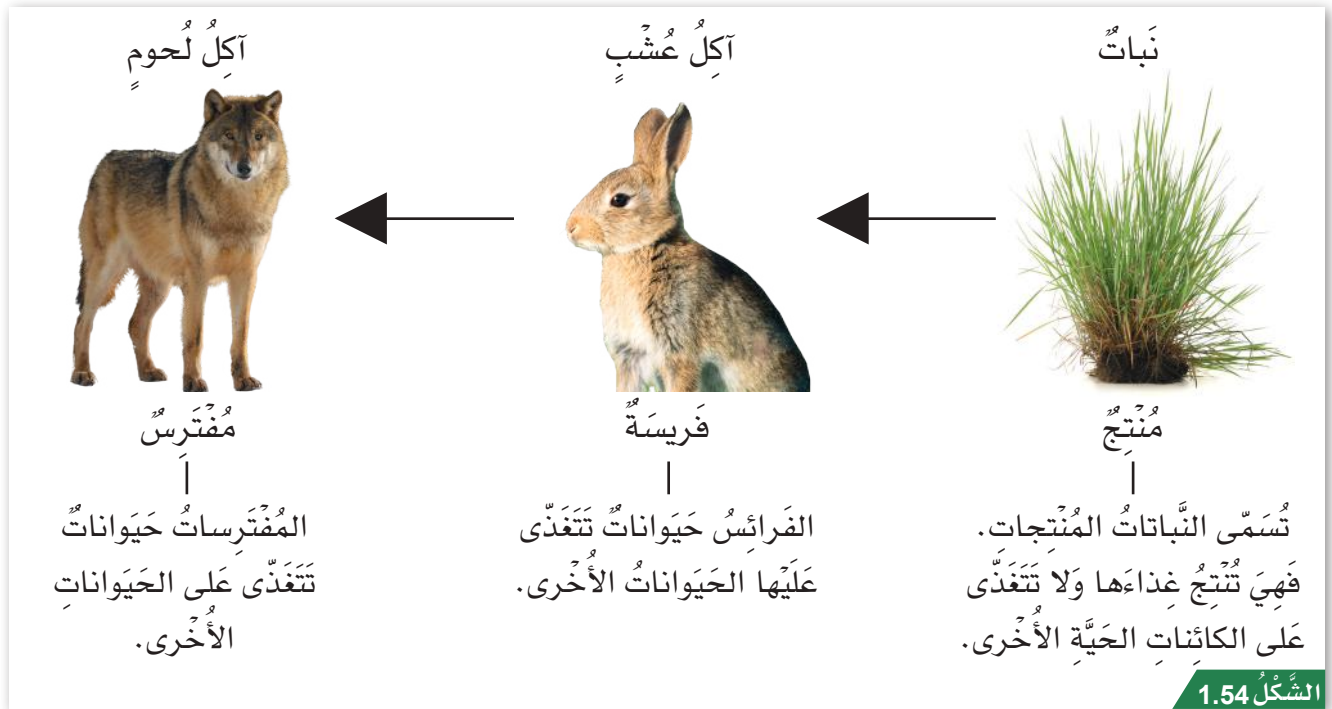 نَباتٌ
آكِلُ عُشْبٍ
آكِلُ لُحومٍ
مُنْتِجٌ
تُسَمّى النَّباتاتُ المُنْتِجاتِ.
فَهِيَ تُنْتِجُ غِذاءَها وَلا تَتَغَذّى
عَلى الكائِناتِ الحَيَّةِ الأُخْرى.
فَريسَةٌ
الفَرائِسُ حَيَواناتٌ تَتَغَذّى
عَلَيْها الحَيَواناتُ الأُخْرى.
مُفْتَرِسٌ
المُفْتَرِساتُ حَيَواناتٌ
تَتَغَذّى عَلى الحَيَواناتِ
الأُخْرى.
الشَّكْلُ 1.54